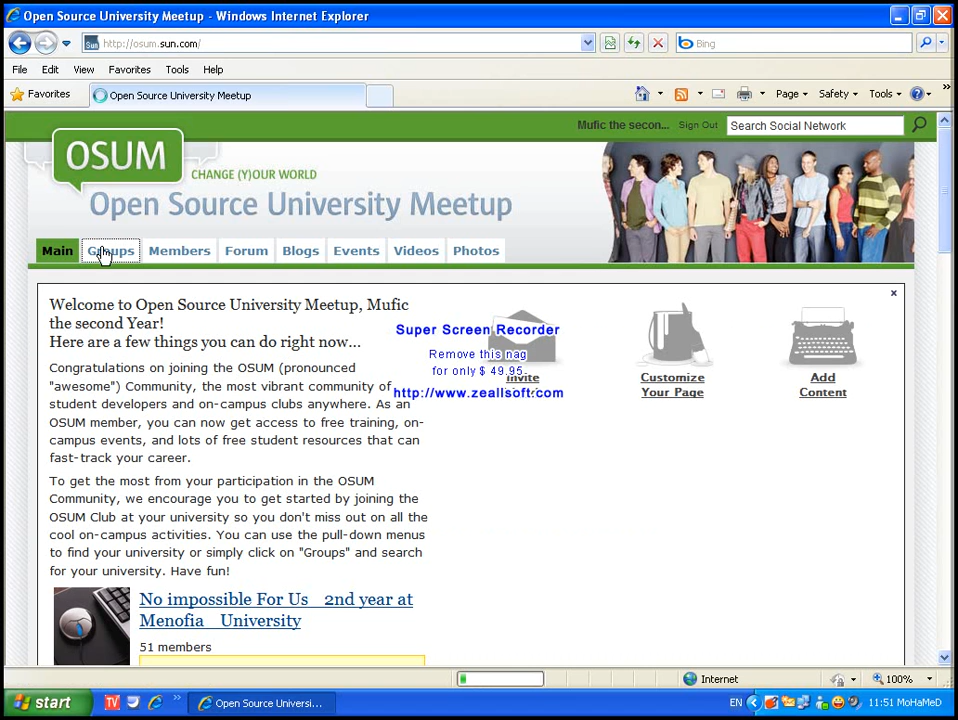 Open Source University Meetup - Windows Internet Explorer
http://osum.sun.com/
Bing
File Edit View Favorites Tools Help
Favorites Open Source University Meetup Page Safety Tools
Mufic the secon... Sign Out Search Social Network
OSUM
CHANGE (Y)OUR WORLD
Open Source University Meetup
Main Groups Members Forum Blogs Events Videos Photos
Welcome to Open Source University Meetup, Mufic
the second Year!
Here are a few things you can do right now...
Congratulations on joining the OSUM (pronounced
"awesome") Community, the most vibrant community of
student developers and on-campus clubs anywhere. As an
OSUM member, you can now get access to free training, on-
campus events, and lots of free student resources that can
fast-track your career.
To get the most from your participation in the OSUM
Community, we encourage you to get started by joining the
OSUM Club at your university so you don't miss out on all the
cool on-campus activities. You can use the pull-down menus
to find your university or simply click on "Groups" and search
for your university. Have fun!
Super Screen Recorder
Remove this nag
for only $ 49.95.
http://www.zeallsoft.com
Invite
Customize
Your Page
Add
Content
No impossible For Us _ 2nd year at
Menofia _ University
51 members
Internet 100%
start TV Open Source Universi... EN 11:51 MoHaMeD